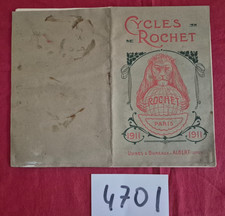 CYCLES
ROCHET
ROCHET
PARIS
1911 1911
4701